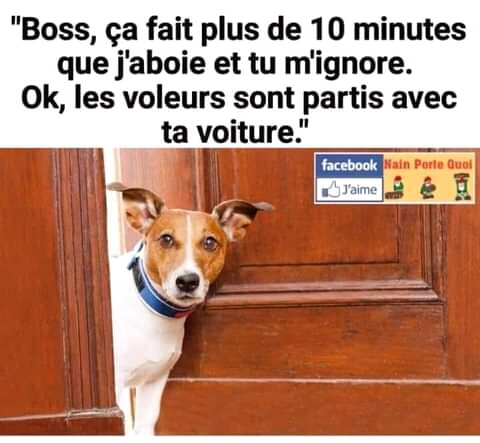 "Boss, ça fait plus de 10 minutes
que j'aboie et tu m'ignore.
Ok, les voleurs sont partis avec
ta voiture."
facebook
Nain Porte Quoi
J'aime